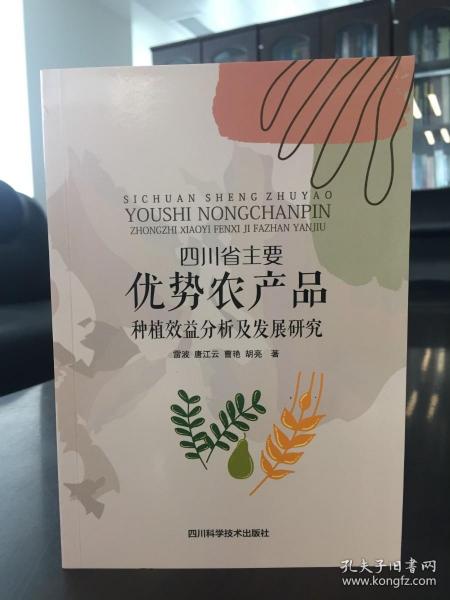 SICHUAN SHENG ZHUYAO
YOUSHI NONGCHANPIN
ZHONGZHI XIAOYI FENXI JI FAZHAN YANJIU
四川省主要
优势农产品
种植效益分析及发展研究
雷波 唐江云 曹艳 胡亮 著
四川科学技术出版社
孔夫子旧书网
www.kongfz.com